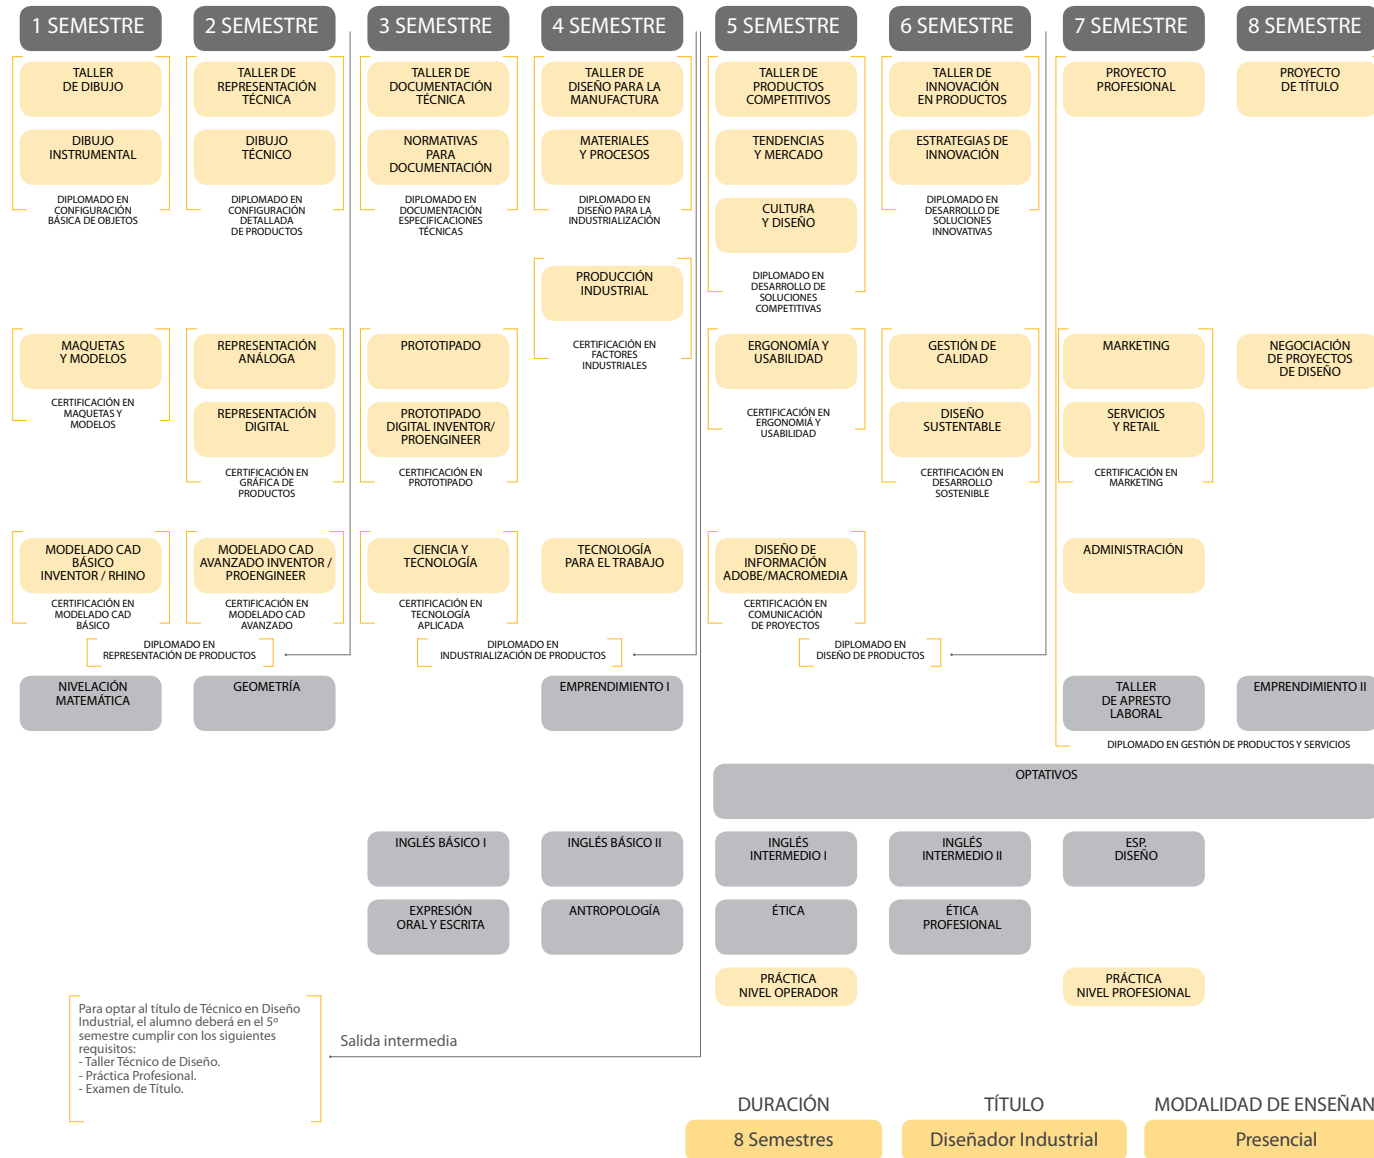 1 SEMESTRE
2 SEMESTRE
3 SEMESTRE
4 SEMESTRE
5 SEMESTRE
6 SEMESTRE
7 SEMESTRE
8 SEMESTRE
TALLER
DE DIBUJO
TALLER DE
REPRESENTACIÓN
TÉCNICA
TALLER DE
DOCUMENTACIÓN
TÉCNICA
TALLER DE
DISEÑO PARA LA
MANUFACTURA
TALLER DE
PRODUCTOS
COMPETITIVOS
TALLER DE
INNOVACIÓN
EN PRODUCTOS
PROYECTO
PROFESIONAL
PROYECTO
DE TÍTULO
DIBUJO
INSTRUMENTAL
DIBUJO
TÉCNICO
NORMATIVAS
PARA
DOCUMENTACIÓN
MATERIALES
Y PROCESOS
TENDENCIAS
Y MERCADO
ESTRATEGIAS DE
INNOVACIÓN
DIPLOMADO EN
CONFIGURACIÓN
BÁSICA DE OBJETOS
DIPLOMADO EN
CONFIGURACIÓN
DETALLADA
DE PRODUCTOS
DIPLOMADO EN
DOCUMENTACIÓN
ESPECIFICACIONES
TÉCNICAS
DIPLOMADO EN
DISEÑO PARA LA
INDUSTRIALIZACIÓN
CULTURA
Y DISEÑO
DIPLOMADO EN
DESARROLLO DE
SOLUCIONES
INNOVATIVAS
PRODUCCIÓN
INDUSTRIAL
DIPLOMADO EN
DESARROLLO DE
SOLUCIONES
COMPETITIVAS
MAQUETAS
Y MODELOS
REPRESENTACIÓN
ANÁLOGA
PROTOTIPADO
CERTIFICACIÓN EN
FACTORES
INDUSTRIALES
ERGONOMÍA Y
USABILIDAD
GESTIÓN DE
CALIDAD
MARKETING
NEGOCIACIÓN
DE PROYECTOS
DE DISEÑO
CERTIFICACIÓN EN
MAQUETAS Y
MODELOS
REPRESENTACIÓN
DIGITAL
PROTOTIPADO
DIGITAL INVENTOR/
PROENGINEER
CERTIFICACIÓN EN
ERGONOMÍA Y
USABILIDAD
DISEÑO
SUSTENTABLE
SERVICIOS
Y RETAIL
CERTIFICACIÓN EN
GRÁFICA DE
PRODUCTOS
CERTIFICACIÓN EN
PROTOTIPADO
CERTIFICACIÓN EN
DESARROLLO
SOSTENIBLE
CERTIFICACIÓN EN
MARKETING
MODELADO CAD
BÁSICO
INVENTOR / RHINO
MODELADO CAD
AVANZADO INVENTOR /
PROENGINEER
CIENCIA Y
TECNOLOGÍA
TECNOLOGÍA
PARA EL TRABAJO
DISEÑO DE
INFORMACIÓN
ADOBE/MACROMEDIA
ADMINISTRACIÓN
CERTIFICACIÓN EN
MODELADO CAD
BÁSICO
CERTIFICACIÓN EN
MODELADO CAD
AVANZADO
CERTIFICACIÓN EN
TECNOLOGÍA
APLICADA
CERTIFICACIÓN EN
COMUNICACIÓN
DE PROYECTOS
DIPLOMADO EN
REPRESENTACIÓN DE PRODUCTOS
DIPLOMADO EN
INDUSTRIALIZACIÓN DE PRODUCTOS
DIPLOMADO EN
DISEÑO DE PRODUCTOS
NIVELACIÓN
MATEMÁTICA
GEOMETRÍA
EMPRENDIMIENTO I
TALLER
DE APRESTO
LABORAL
EMPRENDIMIENTO II
DIPLOMADO EN GESTIÓN DE PRODUCTOS Y SERVICIOS
OPTATIVOS
INGLÉS BÁSICO I
INGLÉS BÁSICO II
INGLÉS
INTERMEDIO I
INGLÉS
INTERMEDIO II
ESP.
DISEÑO
EXPRESIÓN
ORAL Y ESCRITA
ANTROPOLOGÍA
ÉTICA
ÉTICA
PROFESIONAL
PRÁCTICA
NIVEL OPERADOR
PRÁCTICA
NIVEL PROFESIONAL
Para optar al título de Técnico en Diseño
Industrial, el alumno deberá en el 5º
semestre cumplir con los siguientes
requisitos:
- Taller Técnico de Diseño.
- Práctica Profesional.
- Examen de Título.
Salida intermedia
DURACIÓN
TÍTULO
MODALIDAD DE ENSEÑAN
8 Semestres
Diseñador Industrial
Presencial